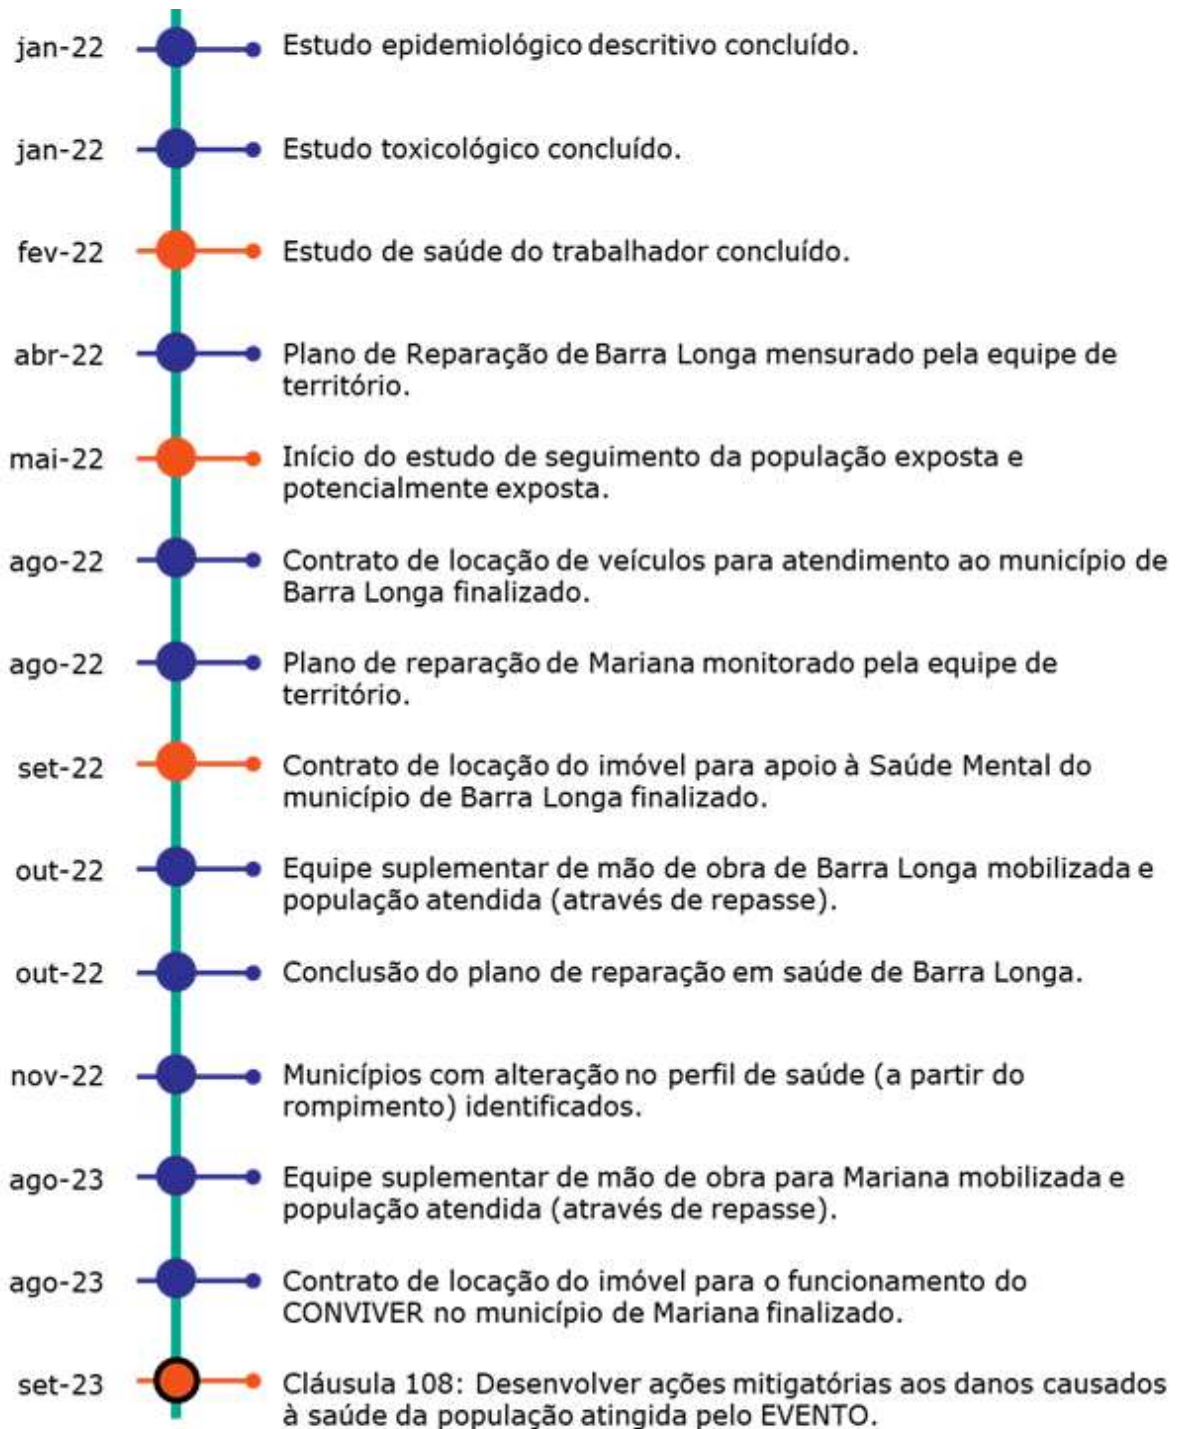 jan-22 Estudo epidemiológico descritivo concluído.
jan-22 Estudo toxicológico concluído.
fev-22 Estudo de saúde do trabalhador concluído.
abr-22 Plano de Reparação de Barra Longa mensurado pela equipe de
território.
mai-22 Início do estudo de seguimento da população exposta e
potencialmente exposta.
ago-22 Contrato de locação de veículos para atendimento ao município de
Barra Longa finalizado.
ago-22 Plano de reparação de Mariana monitorado pela equipe de
território.
set-22 Contrato de locação do imóvel para apoio à Saúde Mental do
município de Barra Longa finalizado.
out-22 Equipe suplementar de mão de obra de Barra Longa mobilizada e
população atendida (através de repasse).
out-22 Conclusão do plano de reparação em saúde de Barra Longa.
nov-22 Municípios com alteração no perfil de saúde (a partir do
rompimento) identificados.
ago-23 Equipe suplementar de mão de obra para Mariana mobilizada e
população atendida (através de repasse).
ago-23 Contrato de locação do imóvel para o funcionamento do
CONVIVER no município de Mariana finalizado.
set-23 Cláusula 108: Desenvolver ações mitigatórias aos danos causados
à saúde da população atingida pelo EVENTO.